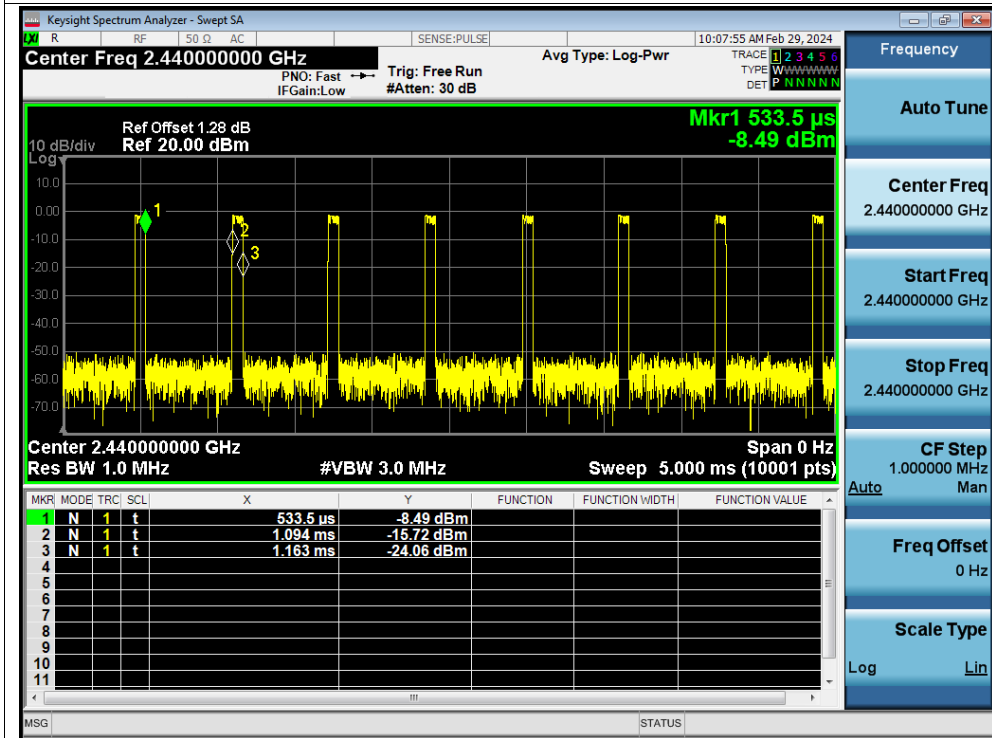 Keysight Spectrum Analyzer - Swept SA
LXI R RF 50 Ω AC SENSE:PULSE 10:07:55 AM Feb 29, 2024
Center Freq 2.440000000 GHz Avg Type: Log-Pwr TRACE 1 2 3 4 5 6
PNO: Fast Trig: Free Run TYPE WWWWWW
IFGain:Low #Atten: 30 dB DET P N N N N N
Ref Offset 1.28 dB Mkr1 533.5 µs
10 dB/div Ref 20.00 dBm -8.49 dBm
Log
10.0
0.00
-10.0
-20.0
-30.0
-40.0
-50.0
-60.0
-70.0
1
2
3
Center 2.440000000 GHz Span 0 Hz
Res BW 1.0 MHz #VBW 3.0 MHz Sweep 5.000 ms (10001 pts)
MKR MODE TRC SCL X Y FUNCTION FUNCTION WIDTH FUNCTION VALUE
1 N 1 t 533.5 µs -8.49 dBm
2 N 1 t 1.094 ms -15.72 dBm
3 N 1 t 1.163 ms -24.06 dBm
4
5
6
7
8
9
10
11
MSG STATUS
Frequency
Auto Tune
Center Freq
2.440000000 GHz
Start Freq
2.440000000 GHz
Stop Freq
2.440000000 GHz
CF Step
1.000000 MHz
Auto Man
Freq Offset
0 Hz
Scale Type
Log Lin